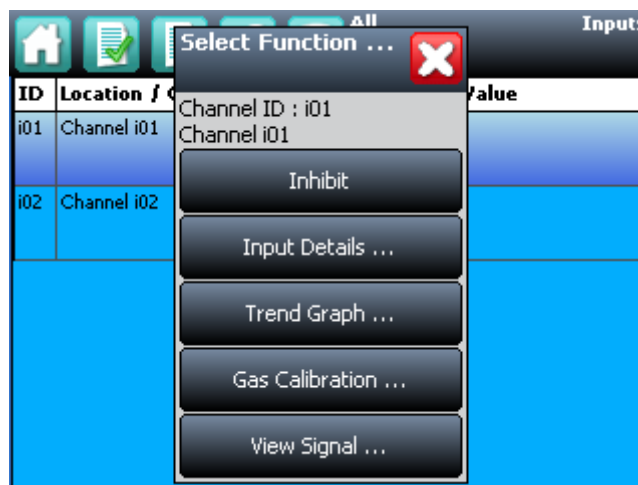 All
Inputs
Select Function ...
ID Location / Value
Channel ID : i01
Channel i01
i01 Channel i01
Inhibit
i02 Channel i02
Input Details ...
Trend Graph ...
Gas Calibration ...
View Signal ...